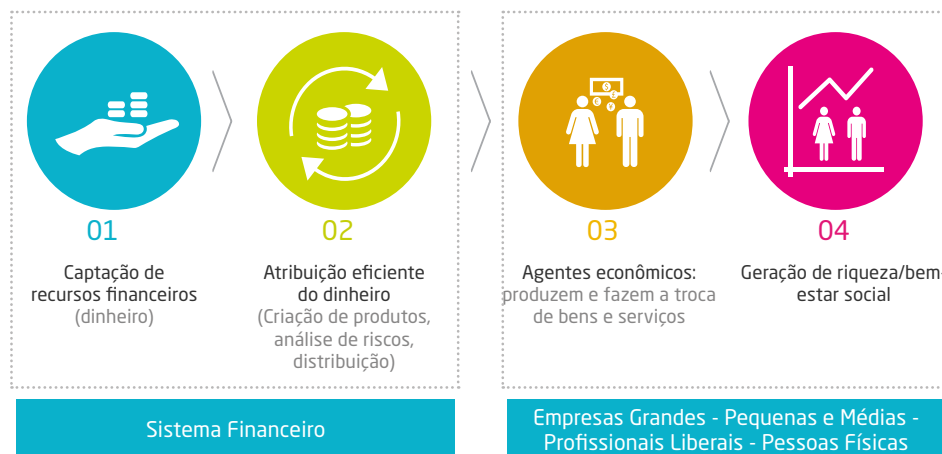 01
Captação de
recursos financeiros
(dinheiro)
02
Atribuição eficiente
do dinheiro
(Criação de produtos,
análise de riscos,
distribuição)
03
Agentes econômicos:
produzem e fazem a troca
de bens e serviços
04
Geração de riqueza/bem-
estar social
Sistema Financeiro
Empresas Grandes - Pequenas e Médias -
Profissionais Liberais - Pessoas Físicas